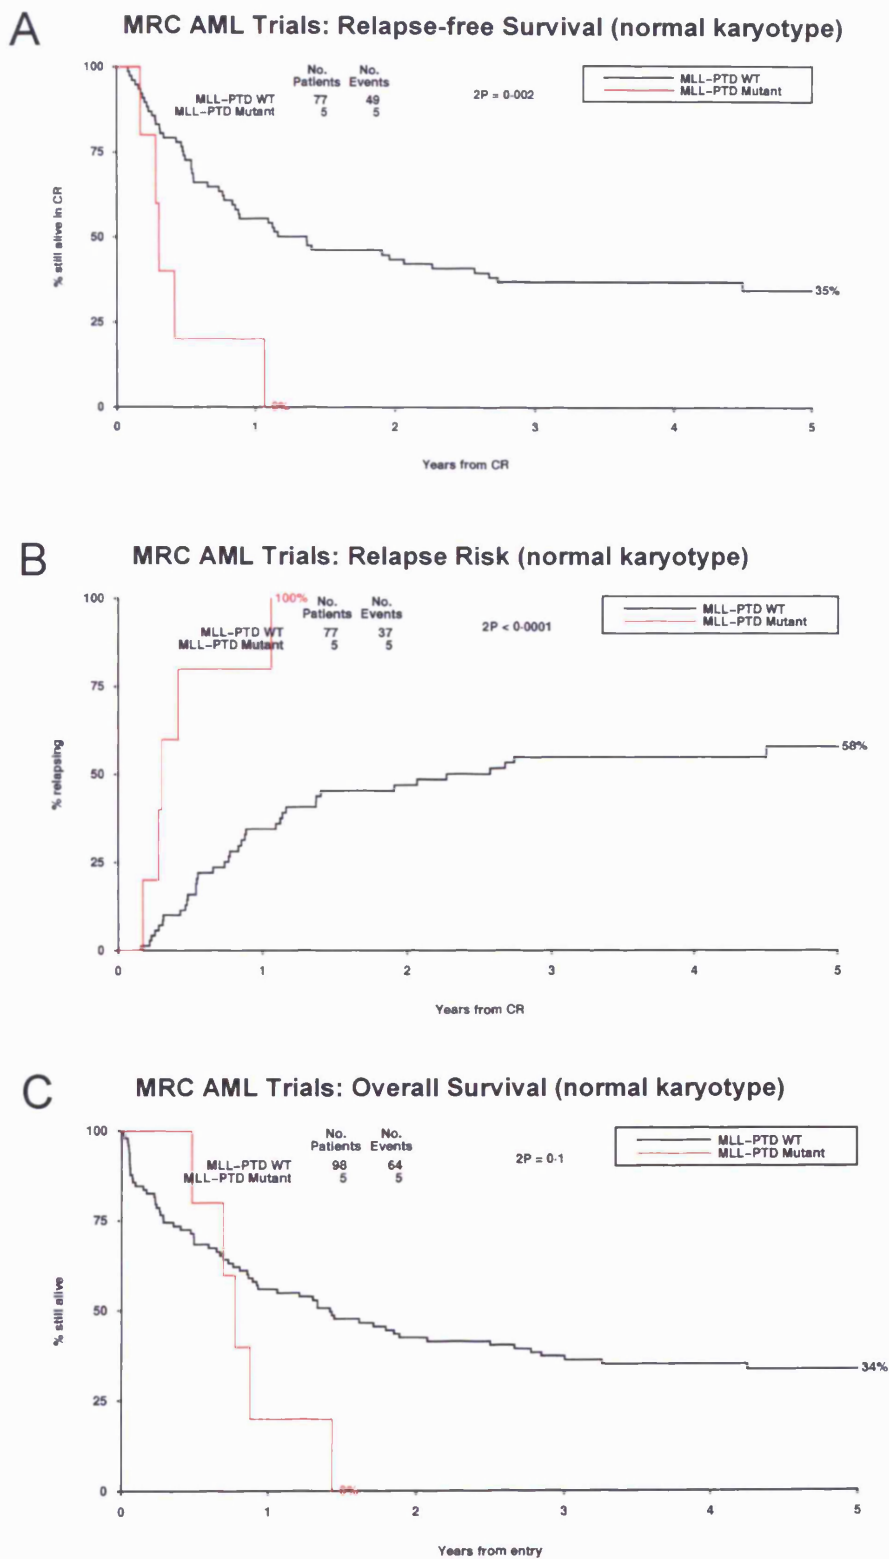 A
MRC AML Trials: Relapse-free Survival (normal karyotype)
No. No.
Patients Events
MLL-PTD WT 77 49
MLL-PTD Mutant 5 5
2P = 0·002
MLL-PTD WT
MLL-PTD Mutant
100
75
50
25
0
% still alive in CR
35%
0 1 2 3 4 5
Years from CR
B
MRC AML Trials: Relapse Risk (normal karyotype)
100%
No. No.
Patients Events
MLL-PTD WT 77 37
MLL-PTD Mutant 5 5
2P < 0·0001
MLL-PTD WT
MLL-PTD Mutant
100
75
50
25
0
% relapsing
58%
0 1 2 3 4 5
Years from CR
C
MRC AML Trials: Overall Survival (normal karyotype)
No. No.
Patients Events
MLL-PTD WT 98 64
MLL-PTD Mutant 5 5
2P = 0·1
MLL-PTD WT
MLL-PTD Mutant
100
75
50
25
0
% still alive
34%
0 1 2 3 4 5
Years from entry